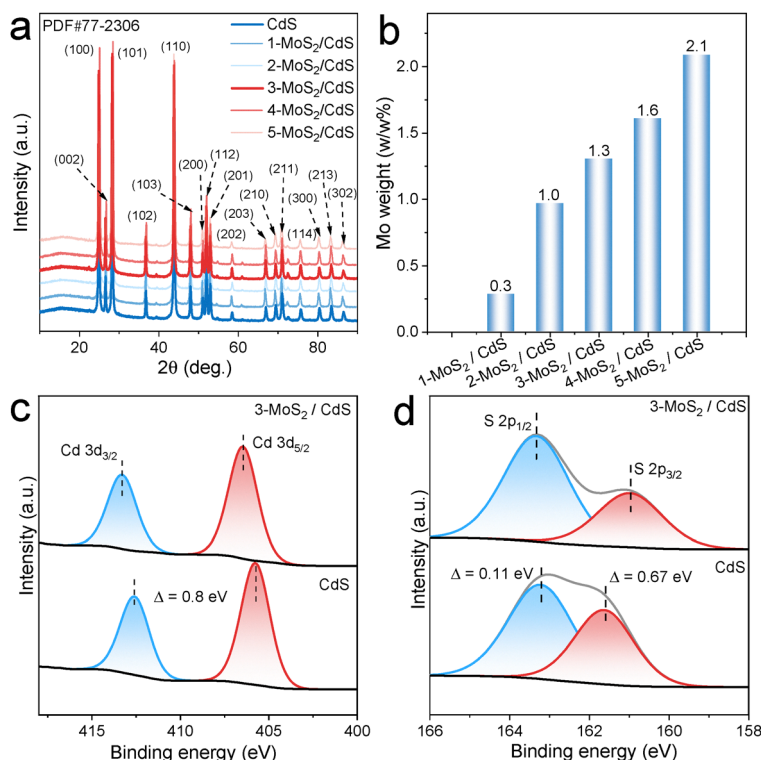 a
PDF#77-2306
(100)
(101)
(110)
CdS
1-MoS₂/CdS
2-MoS₂/CdS
3-MoS₂/CdS
4-MoS₂/CdS
5-MoS₂/CdS
(002)
(102)
(103)
(200)
(112)
(201)
(202)
(203)
(210)
(211)
(114)
(300)
(213)
(302)
Intensity (a.u.)
20 40 60 80
2θ (deg.)
b
Mo weight (w/w%)
2.0
1.5
1.0
0.5
0.0
0.3
1.0
1.3
1.6
2.1
1-MoS₂ / CdS
2-MoS₂ / CdS
3-MoS₂ / CdS
4-MoS₂ / CdS
5-MoS₂ / CdS
c
3-MoS₂ / CdS
Cd 3d₃/₂
Cd 3d₅/₂
CdS
Δ = 0.8 eV
Intensity (a.u.)
415 410 405 400
Binding energy (eV)
d
3-MoS₂ / CdS
S 2p₁/₂
S 2p₃/₂
CdS
Δ = 0.11 eV
Δ = 0.67 eV
Intensity (a.u.)
166 164 162 160 158
Binding energy (eV)